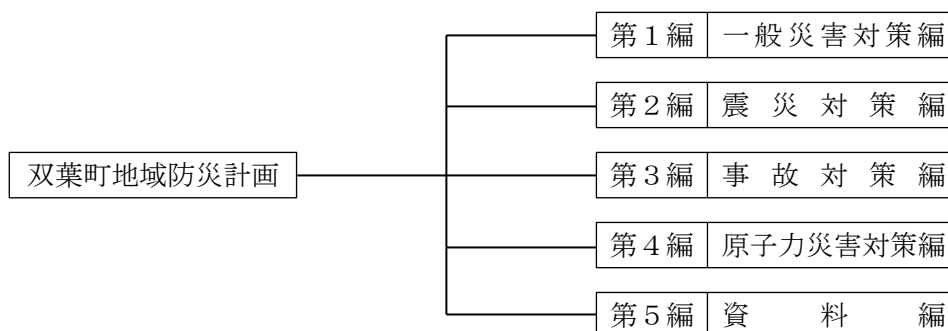 第1編 一般災害対策編
第2編 震災対策編
双葉町地域防災計画
第3編 事故対策編
第4編 原子力災害対策編
第5編 資料編